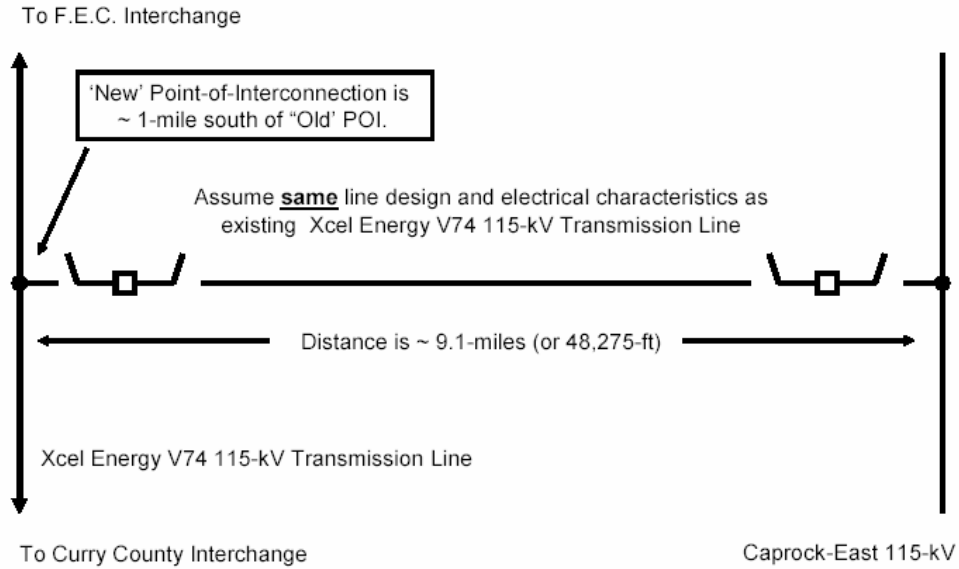 To F.E.C. Interchange
‘New’ Point-of-Interconnection is
~ 1-mile south of “Old’ POI.
Assume same line design and electrical characteristics as
existing Xcel Energy V74 115-kV Transmission Line
Distance is ~ 9.1-miles (or 48,275-ft)
Xcel Energy V74 115-kV Transmission Line
To Curry County Interchange
Caprock-East 115-kV